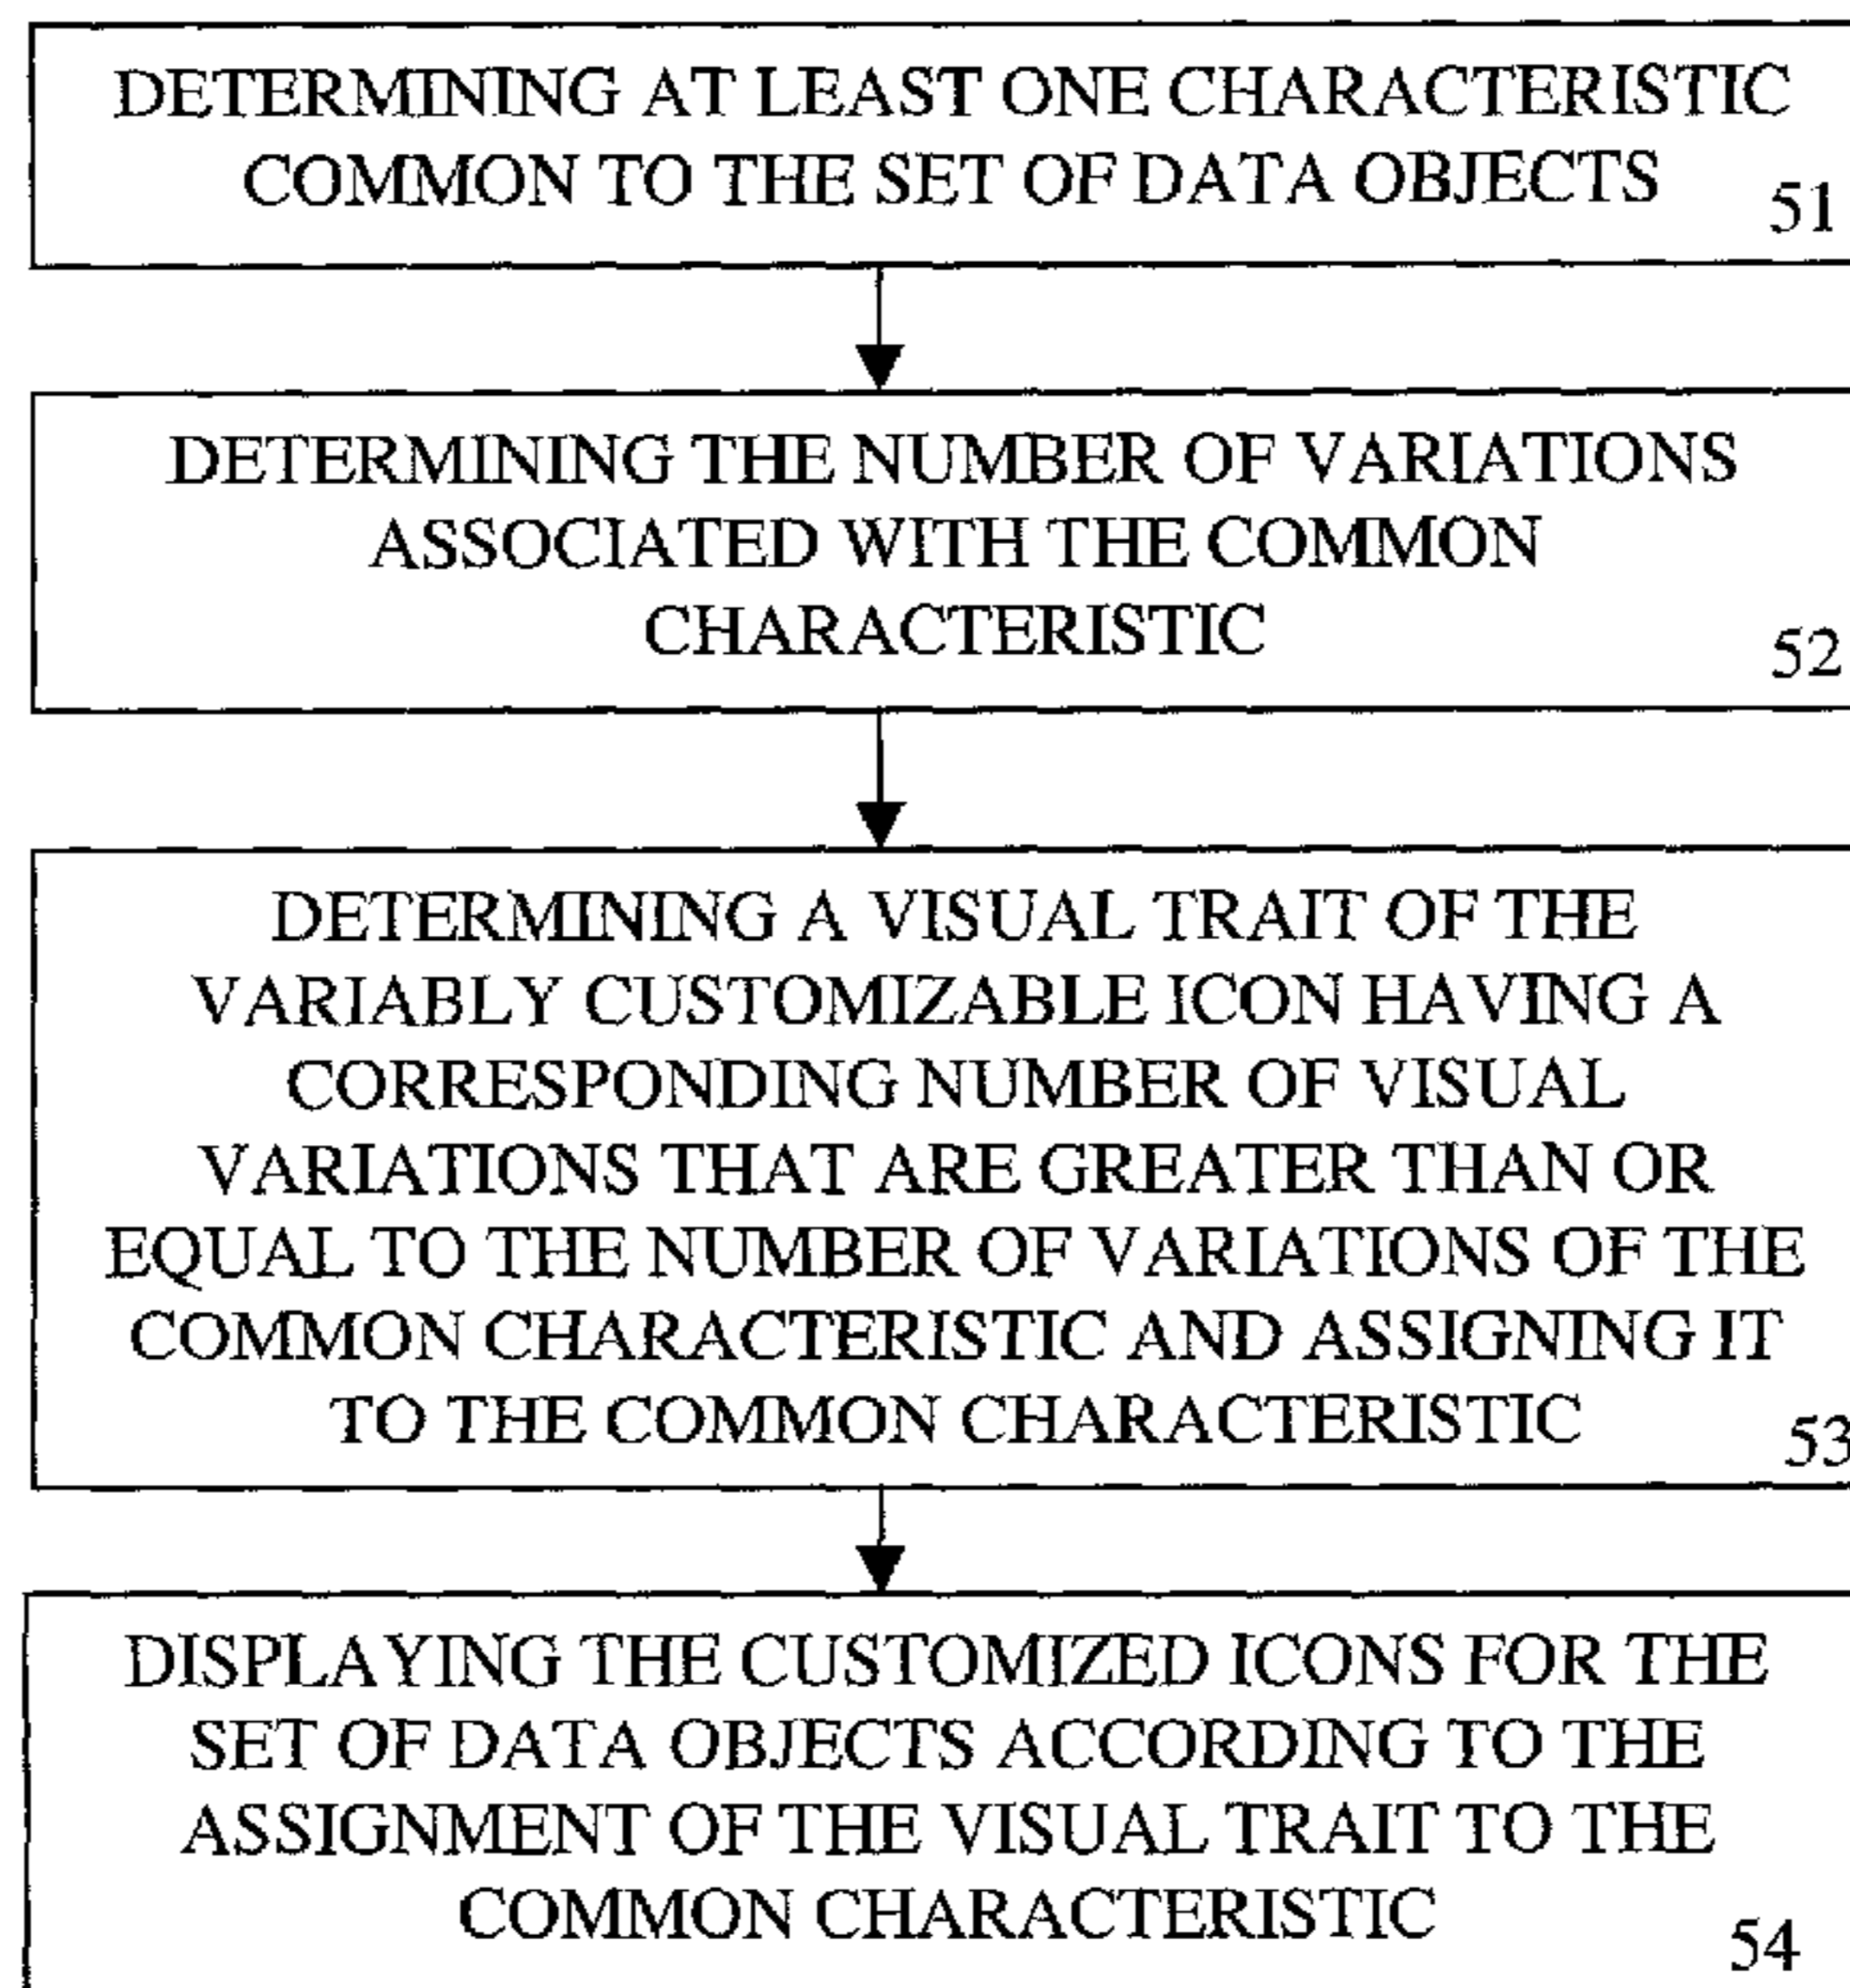 DETERMINING AT LEAST ONE CHARACTERISTIC
COMMON TO THE SET OF DATA OBJECTS
51
DETERMINING THE NUMBER OF VARIATIONS
ASSOCIATED WITH THE COMMON
CHARACTERISTIC
52
DETERMINING A VISUAL TRAIT OF THE
VARIABLY CUSTOMIZABLE ICON HAVING A
CORRESPONDING NUMBER OF VISUAL
VARIATIONS THAT ARE GREATER THAN OR
EQUAL TO THE NUMBER OF VARIATIONS OF THE
COMMON CHARACTERISTIC AND ASSIGNING IT
TO THE COMMON CHARACTERISTIC
53
DISPLAYING THE CUSTOMIZED ICONS FOR THE
SET OF DATA OBJECTS ACCORDING TO THE
ASSIGNMENT OF THE VISUAL TRAIT TO THE
COMMON CHARACTERISTIC
54